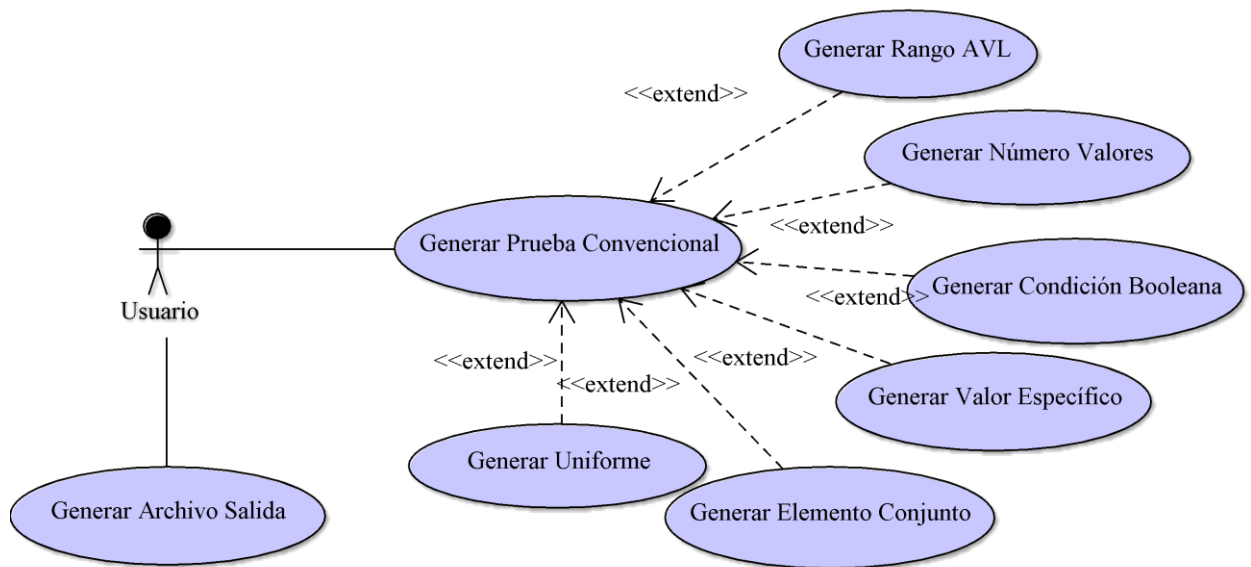 Generar Rango AVL
<<extend>>
Generar Número Valores
<<extend>>
Generar Prueba Convencional
Generar Condición Booleana
<<extend>>
Usuario
<<extend>>
<<extend>>
<<extend>>
Generar Valor Específico
Generar Uniforme
Generar Archivo Salida
Generar Elemento Conjunto